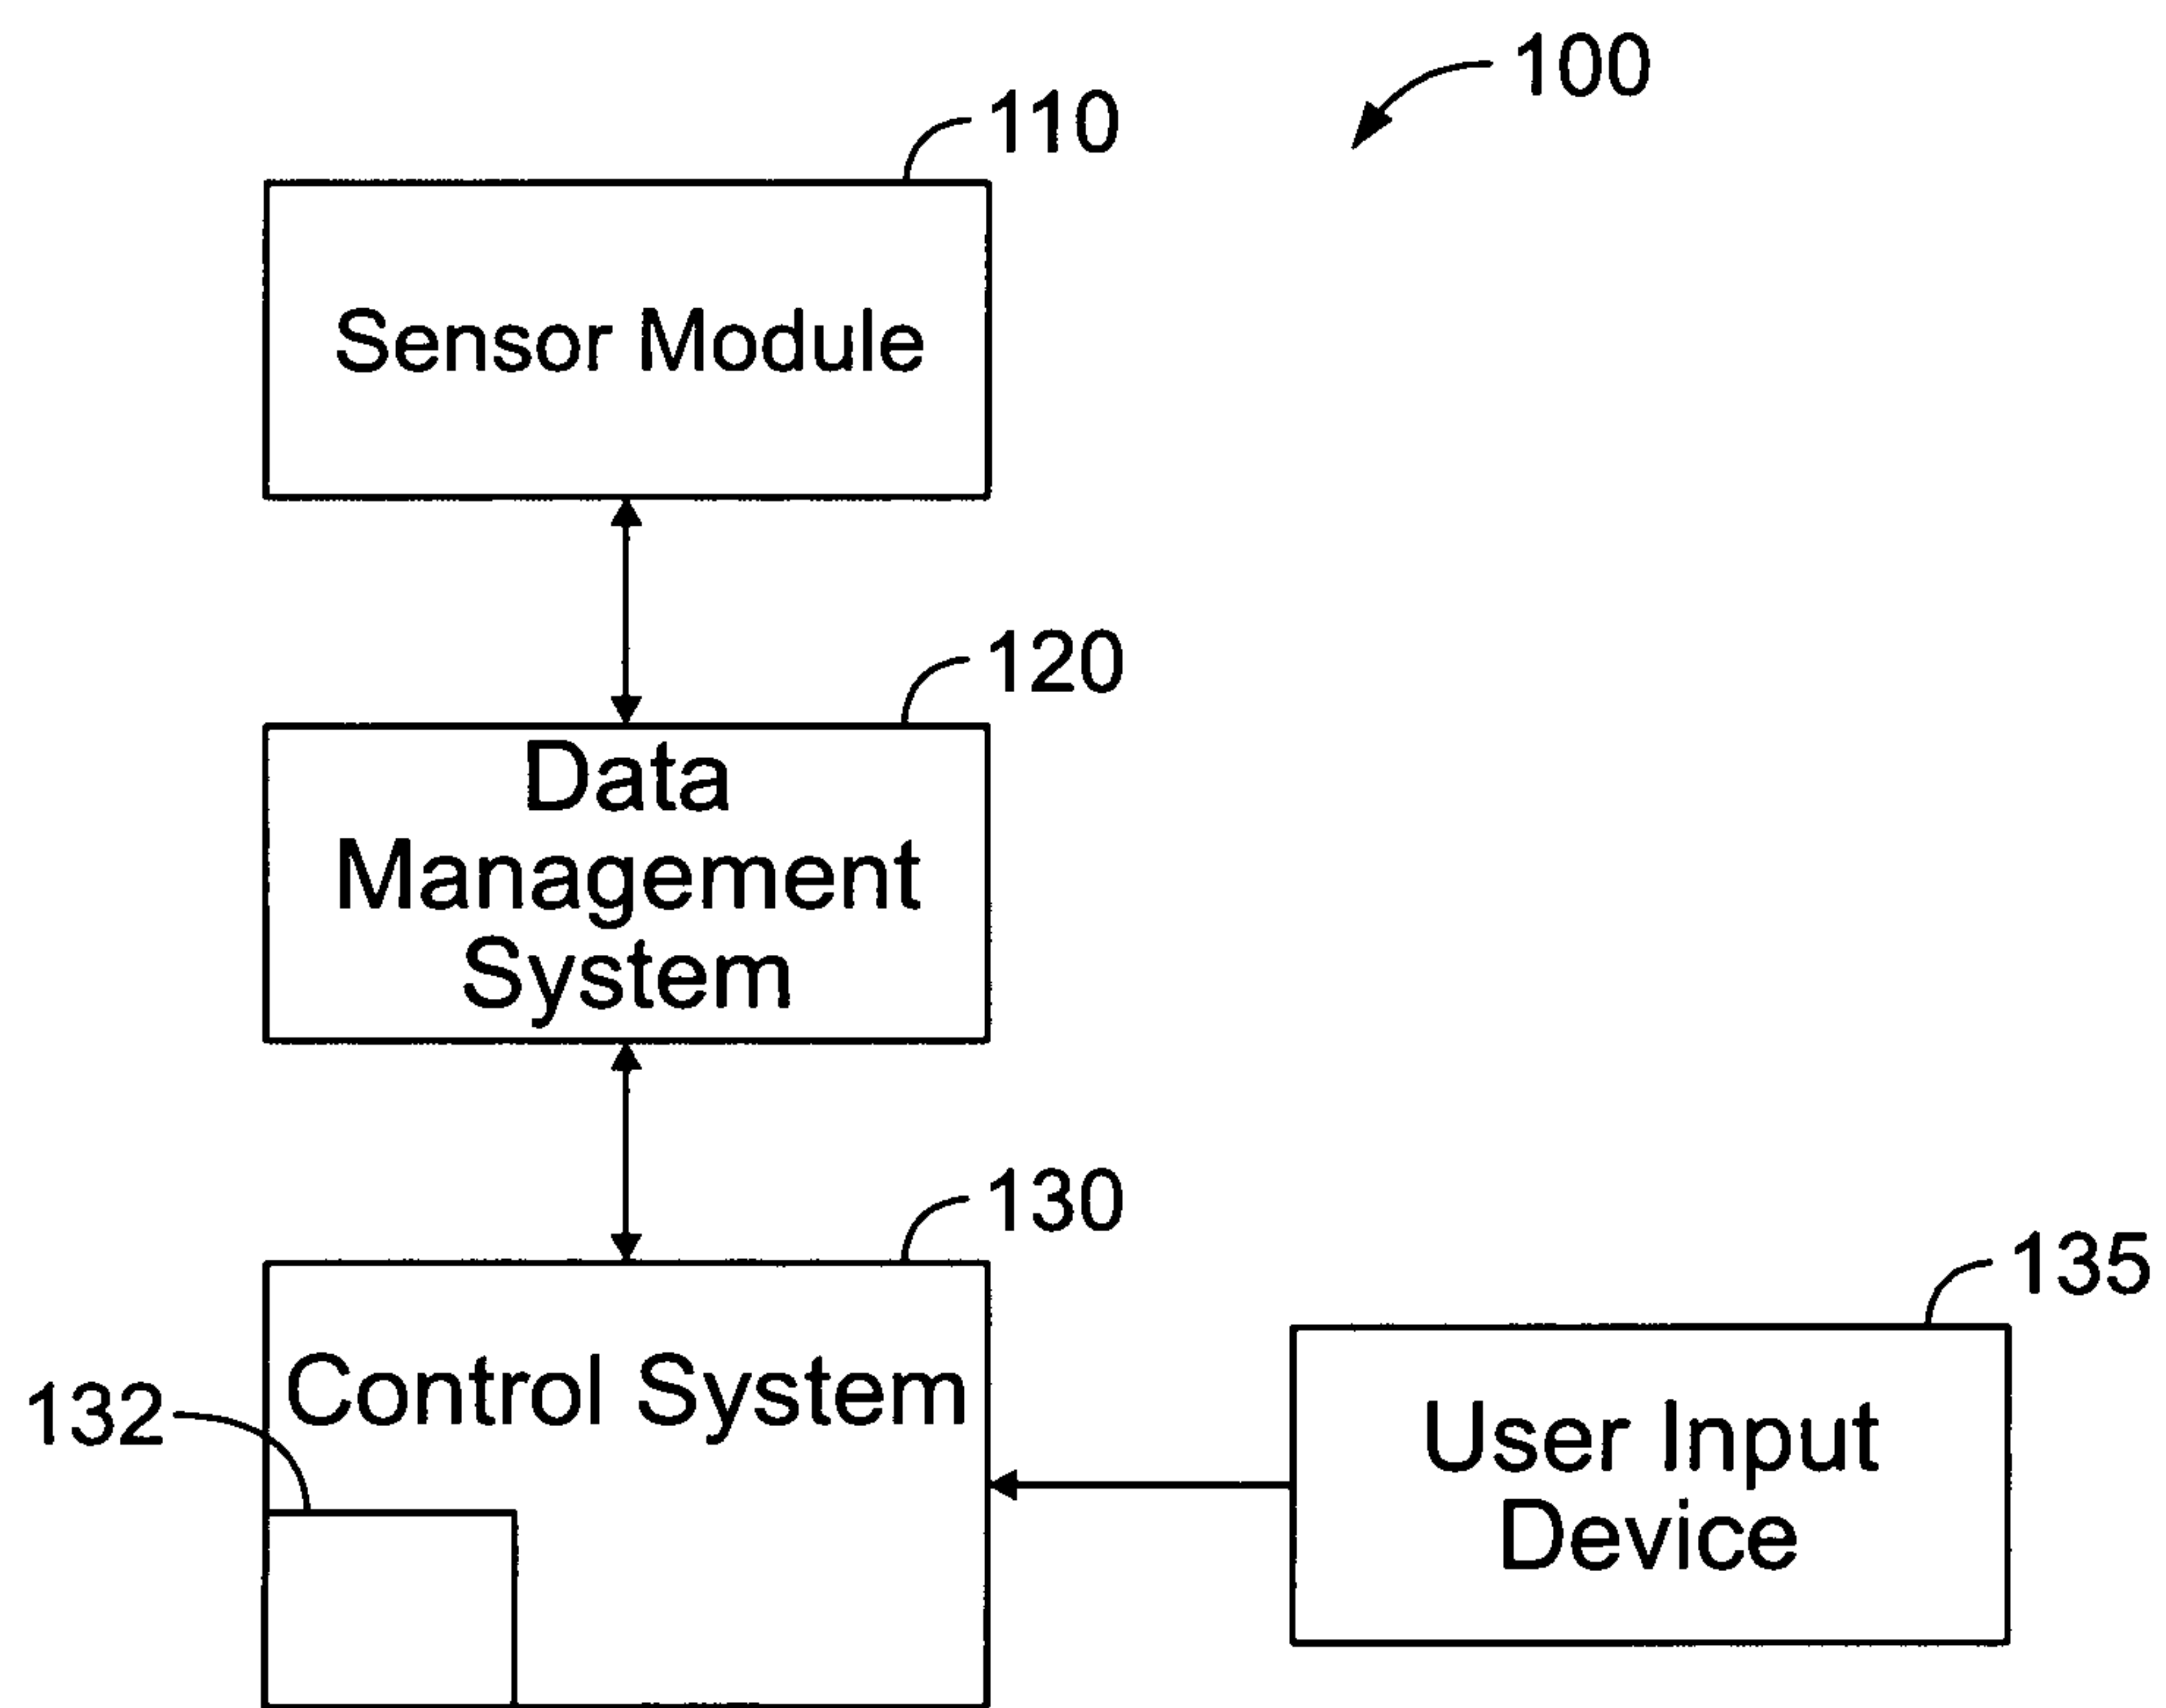 100
110
Sensor Module
120
Data
Management
System
130
Control System
132
135
User Input
Device